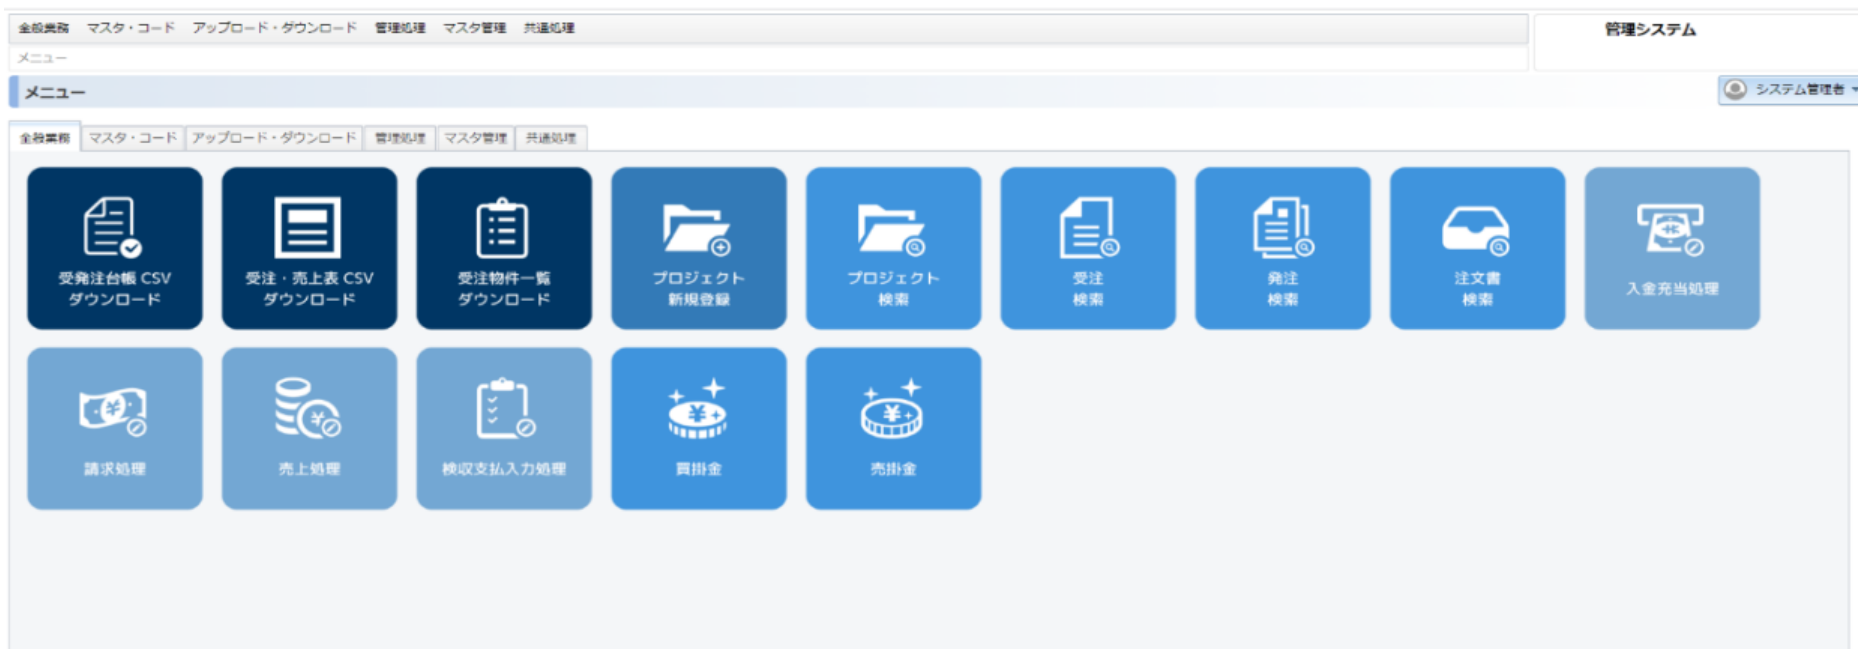 全般業務 マスタ・コード アップロード・ダウンロード 管理処理 マスタ管理 共通処理
管理システム
メニュー
メニュー
システム管理者
全般業務 マスタ・コード アップロード・ダウンロード 管理処理 マスタ管理 共通処理
受発注台帳 CSV
ダウンロード
受注・売上表 CSV
ダウンロード
受注物件一覧
ダウンロード
プロジェクト
新規登録
プロジェクト
検索
受注
検索
発注
検索
注文書
検索
入金充当処理
請求処理
売上処理
検収支払入力処理
買掛金
売掛金